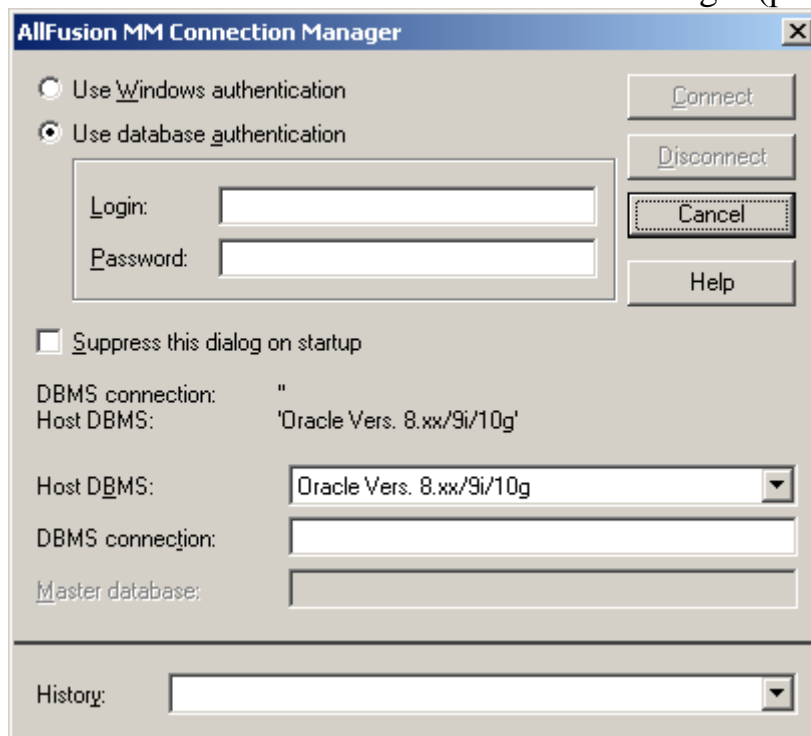 AllFusion MM Connection Manager
Use Windows authentication
Connect
Use database authentication
Disconnect
Login:
Cancel
Password:
Help
Suppress this dialog on startup
DBMS connection: ''
Host DBMS: 'Oracle Vers. 8.xx/9i/10g'
Host DBMS: Oracle Vers. 8.xx/9i/10g
DBMS connection:
Master database:
History: